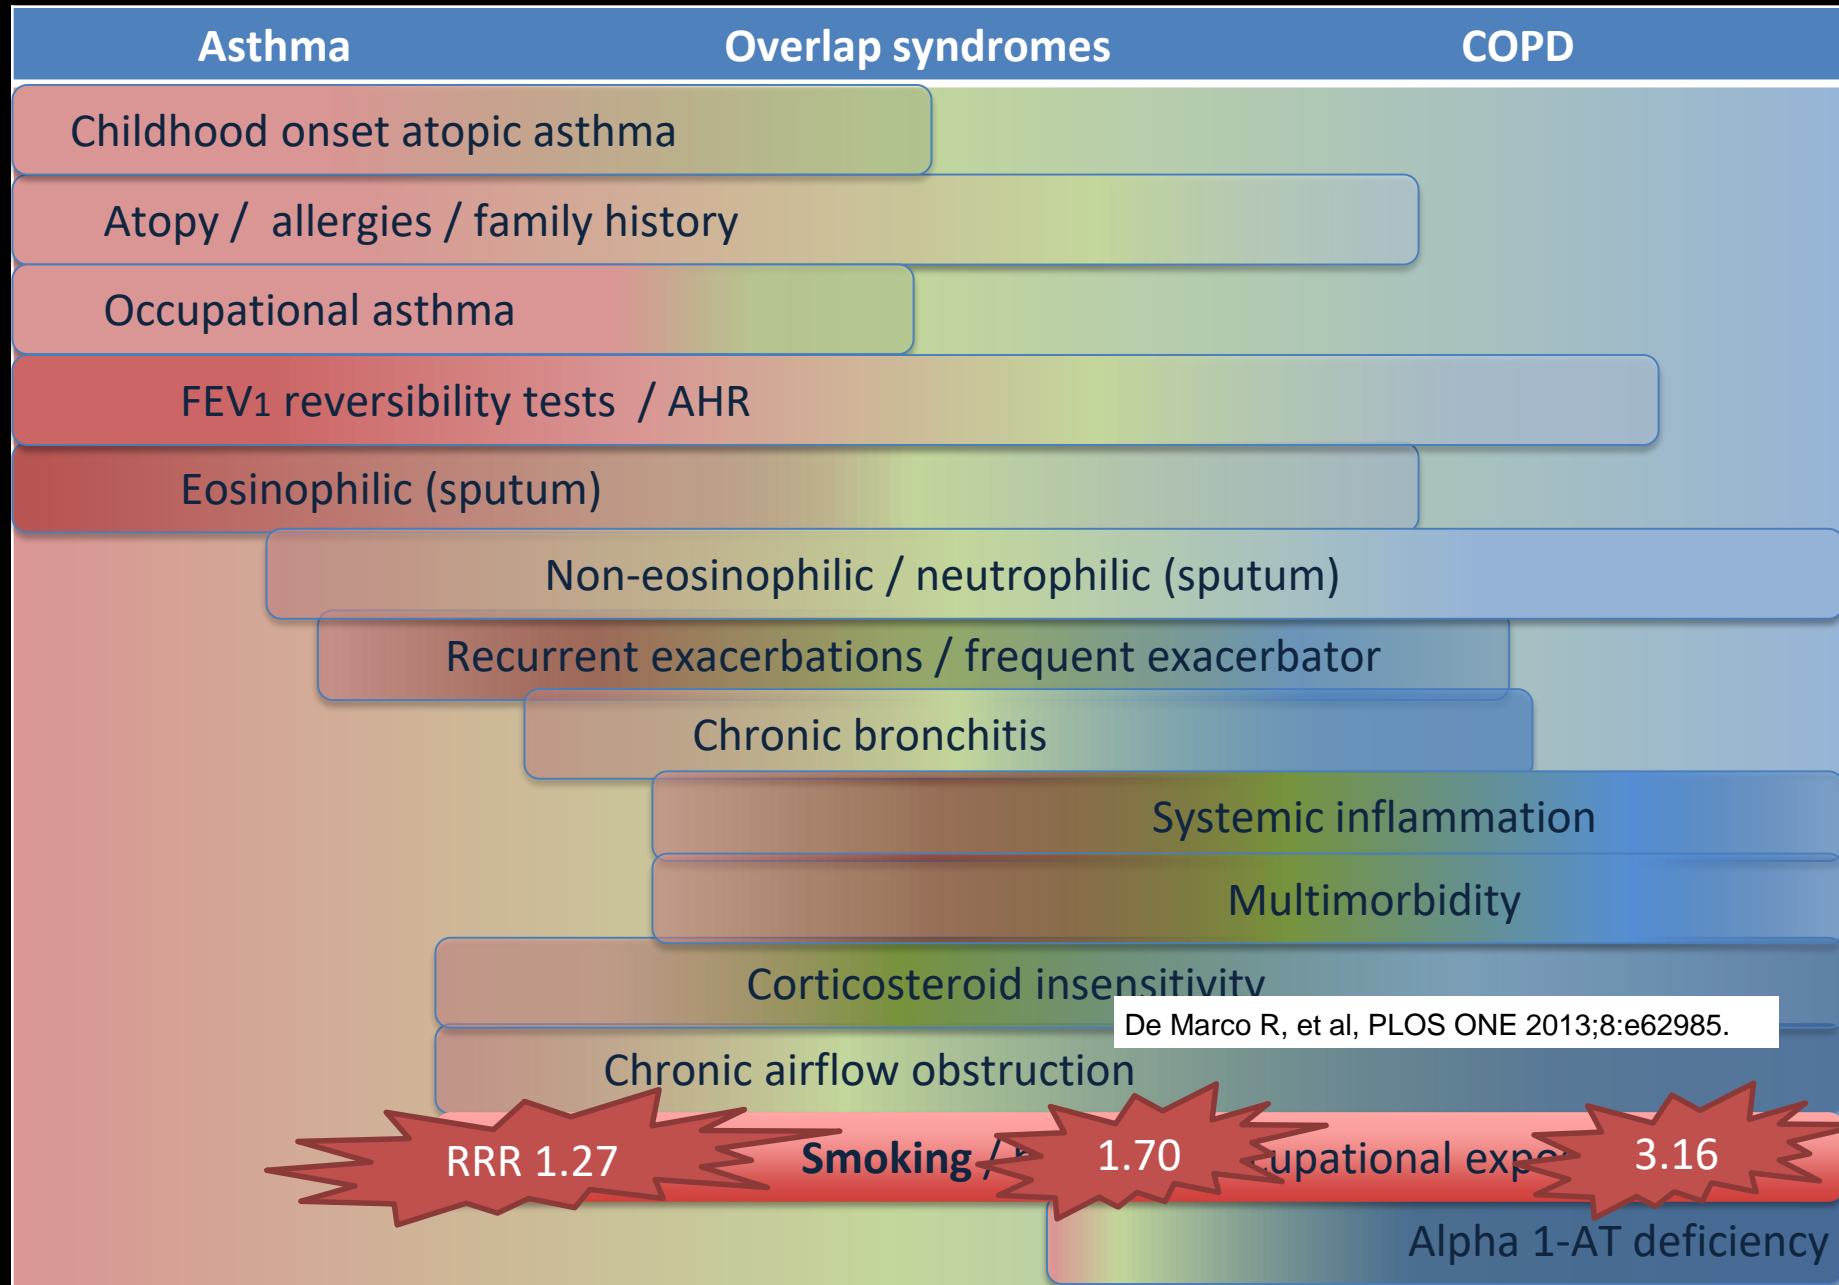 Asthma Overlap syndromes COPD
Childhood onset atopic asthma
Atopy / allergies / family history
Occupational asthma
FEV1 reversibility tests / AHR
Eosinophilic (sputum)
Non-eosinophilic / neutrophilic (sputum)
Recurrent exacerbations / frequent exacerbator
Chronic bronchitis
Systemic inflammation
Multimorbidity
Corticosteroid insensitivity
De Marco R, et al, PLOS ONE 2013;8:e62985.
Chronic airflow obstruction
RRR 1.27 Smoking / 1.70 3.16
Alpha 1-AT deficiency